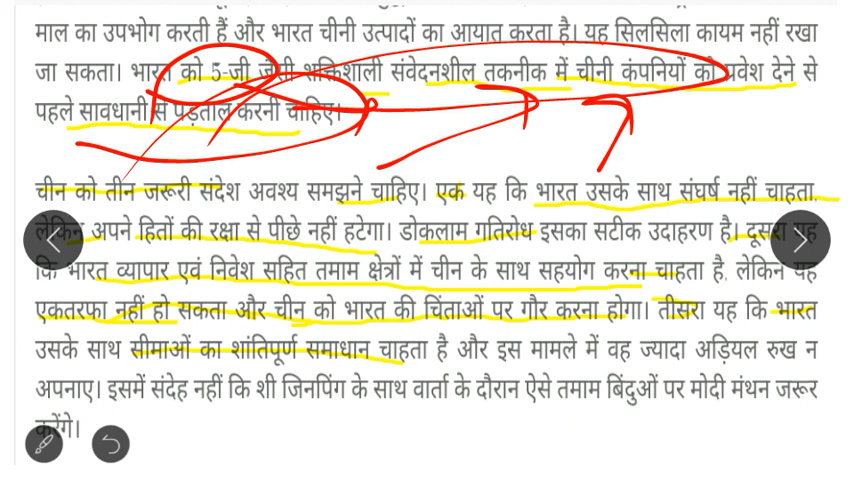 माल का उपभोग करती हैं और भारत चीनी उत्पादों का आयात करता है। यह सिलसिला कायम नहीं रखा
जा सकता। भारत को 5-जी जैसी शक्तिशाली संवेदनशील तकनीक में चीनी कंपनियों को प्रवेश देने से
पहले सावधानी से पड़ताल करनी चाहिए।
चीन को तीन जरूरी संदेश अवश्य समझने चाहिए। एक यह कि भारत उसके साथ संघर्ष नहीं चाहता,
लेकिन अपने हितों की रक्षा से पीछे नहीं हटेगा। डोकलाम गतिरोध इसका सटीक उदाहरण है। दूसरा यह
कि भारत व्यापार एवं निवेश सहित तमाम क्षेत्रों में चीन के साथ सहयोग करना चाहता है, लेकिन यह
एकतरफा नहीं हो सकता और चीन को भारत की चिंताओं पर गौर करना होगा। तीसरा यह कि भारत
उसके साथ सीमाओं का शांतिपूर्ण समाधान चाहता है और इस मामले में वह ज्यादा अड़ियल रुख न
अपनाए। इसमें संदेह नहीं कि शी जिनपिंग के साथ वार्ता के दौरान ऐसे तमाम बिंदुओं पर मोदी मंथन जरूर
करेंगे।